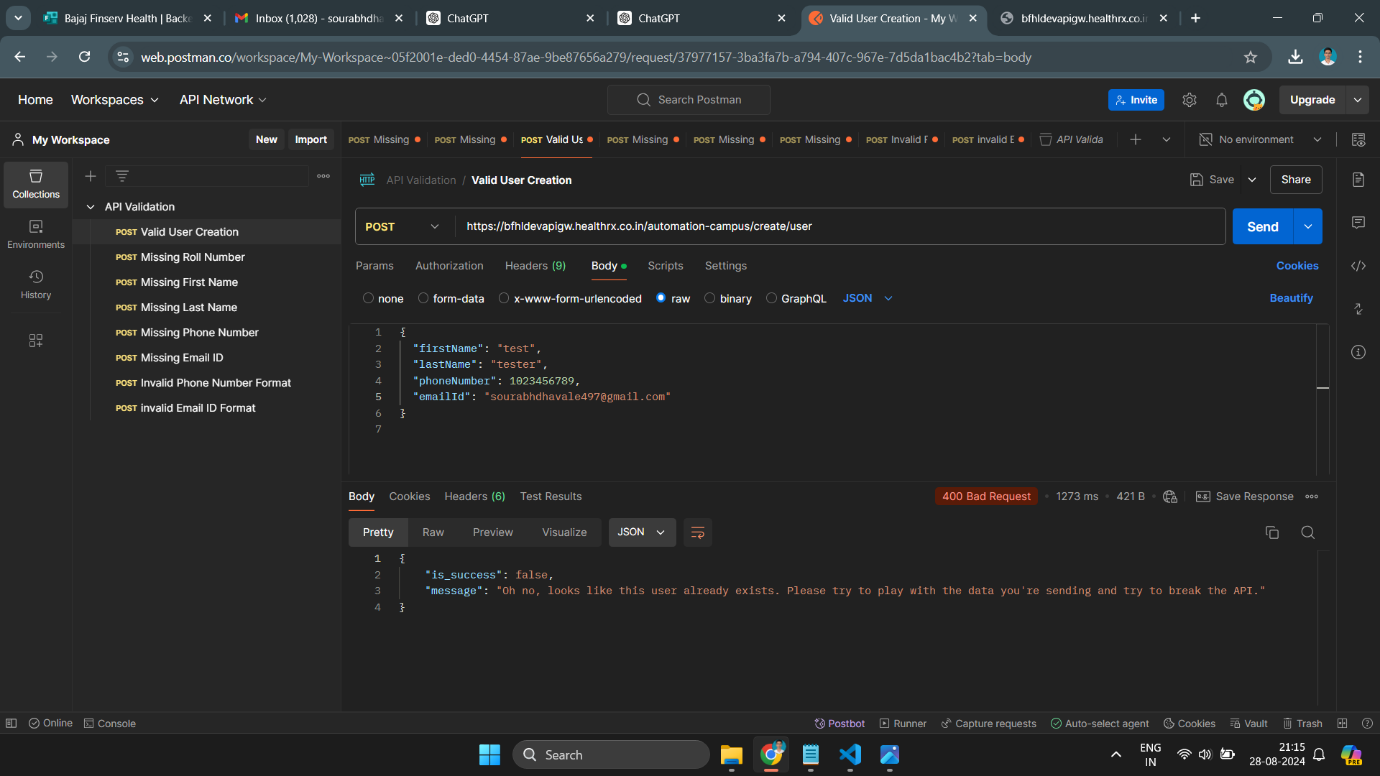 Bajaj Finserv Health | Backe
Inbox (1,028) - sourabhdha
ChatGPT
ChatGPT
Valid User Creation - My W
bfhldevapigw.healthrx.co.in
web.postman.co/workspace/My-Workspace~05f2001e-ded0-4454-87ae-9be87656a279/request/37977157-3ba3fa7b-a794-407c-967e-7d5da1bac4b2?tab=body
Home Workspaces API Network Search Postman Invite Upgrade
My Workspace New Import
POST Missing POST Missing POST Valid Us POST Missing POST Missing POST Missing POST Invalid F POST invalid E API Valida No environment
Collections
Environments
History
API Validation
POST Valid User Creation
POST Missing Roll Number
POST Missing First Name
POST Missing Last Name
POST Missing Phone Number
POST Missing Email ID
POST Invalid Phone Number Format
POST invalid Email ID Format
HTTP API Validation / Valid User Creation Save Share
POST https://bfhldevapigw.healthrx.co.in/automation-campus/create/user Send
Params Authorization Headers (9) Body Scripts Settings Cookies
none form-data x-www-form-urlencoded raw binary GraphQL JSON Beautify
1 {
2 "firstName": "test",
3 "lastName": "tester",
4 "phoneNumber": 1023456789,
5 "emailId": "sourabhdhavale497@gmail.com"
6 }
7
Body Cookies Headers (6) Test Results 400 Bad Request 1273 ms 421 B Save Response
Pretty Raw Preview Visualize JSON
1 {
2 "is_success": false,
3 "message": "Oh no, looks like this user already exists. Please try to play with the data you're sending and try to break the API."
4 }
Online Console Postbot Runner Capture requests Auto-select agent Cookies Vault Trash
Search
ENG
IN
21:15
28-08-2024
PRE